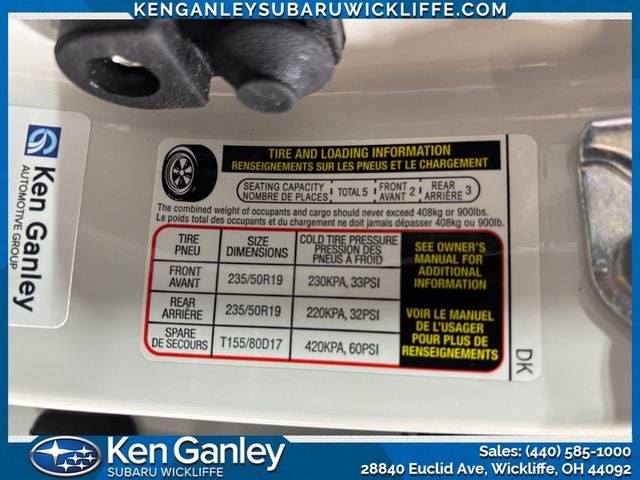 KENGANLEYSUBARUWICKLIFFE.COM
Ken Ganley
AUTOMOTIVE GROUP
TIRE AND LOADING INFORMATION
RENSEIGNEMENTS SUR LES PNEUS ET LE CHARGEMENT
SEATING CAPACITY
NOMBRE DE PLACES
TOTAL 5
FRONT
AVANT 2
REAR
ARRIÈRE 3
The combined weight of occupants and cargo should never exceed 408kg or 900lbs.
Le poids total des occupants et du chargement ne doit jamais dépasser 408kg ou 900lb.
TIRE
PNEU
SIZE
DIMENSIONS
COLD TIRE PRESSURE
PRESSION DES
PNEUS À FROID
FRONT
AVANT
235/50R19
230KPA, 33PSI
REAR
ARRIÈRE
235/50R19
220KPA, 32PSI
SPARE
DE SECOURS
T155/80D17
420KPA, 60PSI
SEE OWNER'S
MANUAL FOR
ADDITIONAL
INFORMATION
VOIR LE MANUEL
DE L'USAGER
POUR PLUS DE
RENSEIGNEMENTS
DK
Ken Ganley
SUBARU WICKLIFFE
Sales: (440) 585-1000
28840 Euclid Ave, Wickliffe, OH 44092